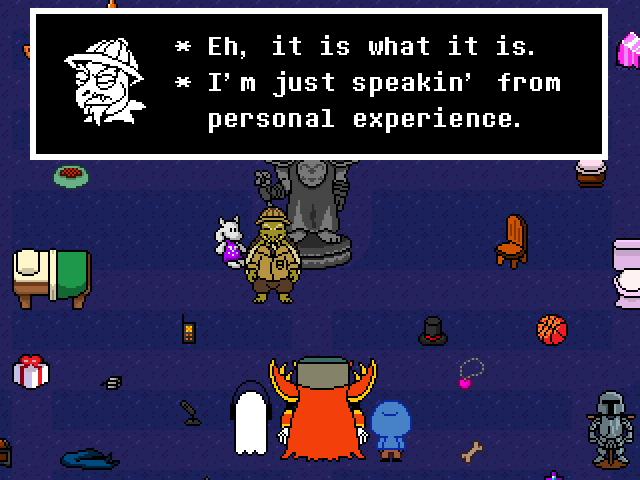 * Eh, it is what it is.
* I'm just speakin' from
personal experience.